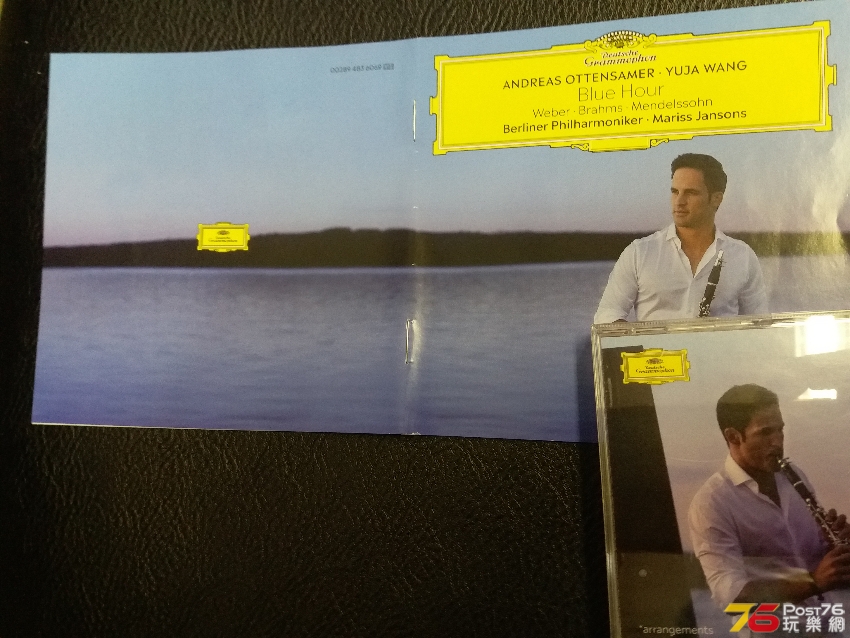 Deutsche
Grammophon
ANDREAS OTTENSAMER · YUJA WANG
Blue Hour
Weber · Brahms · Mendelssohn
Berliner Philharmoniker · Mariss Jansons
Deutsche
Grammophon
Deutsche
Grammophon
*arrangements
76 POST76
玩樂網